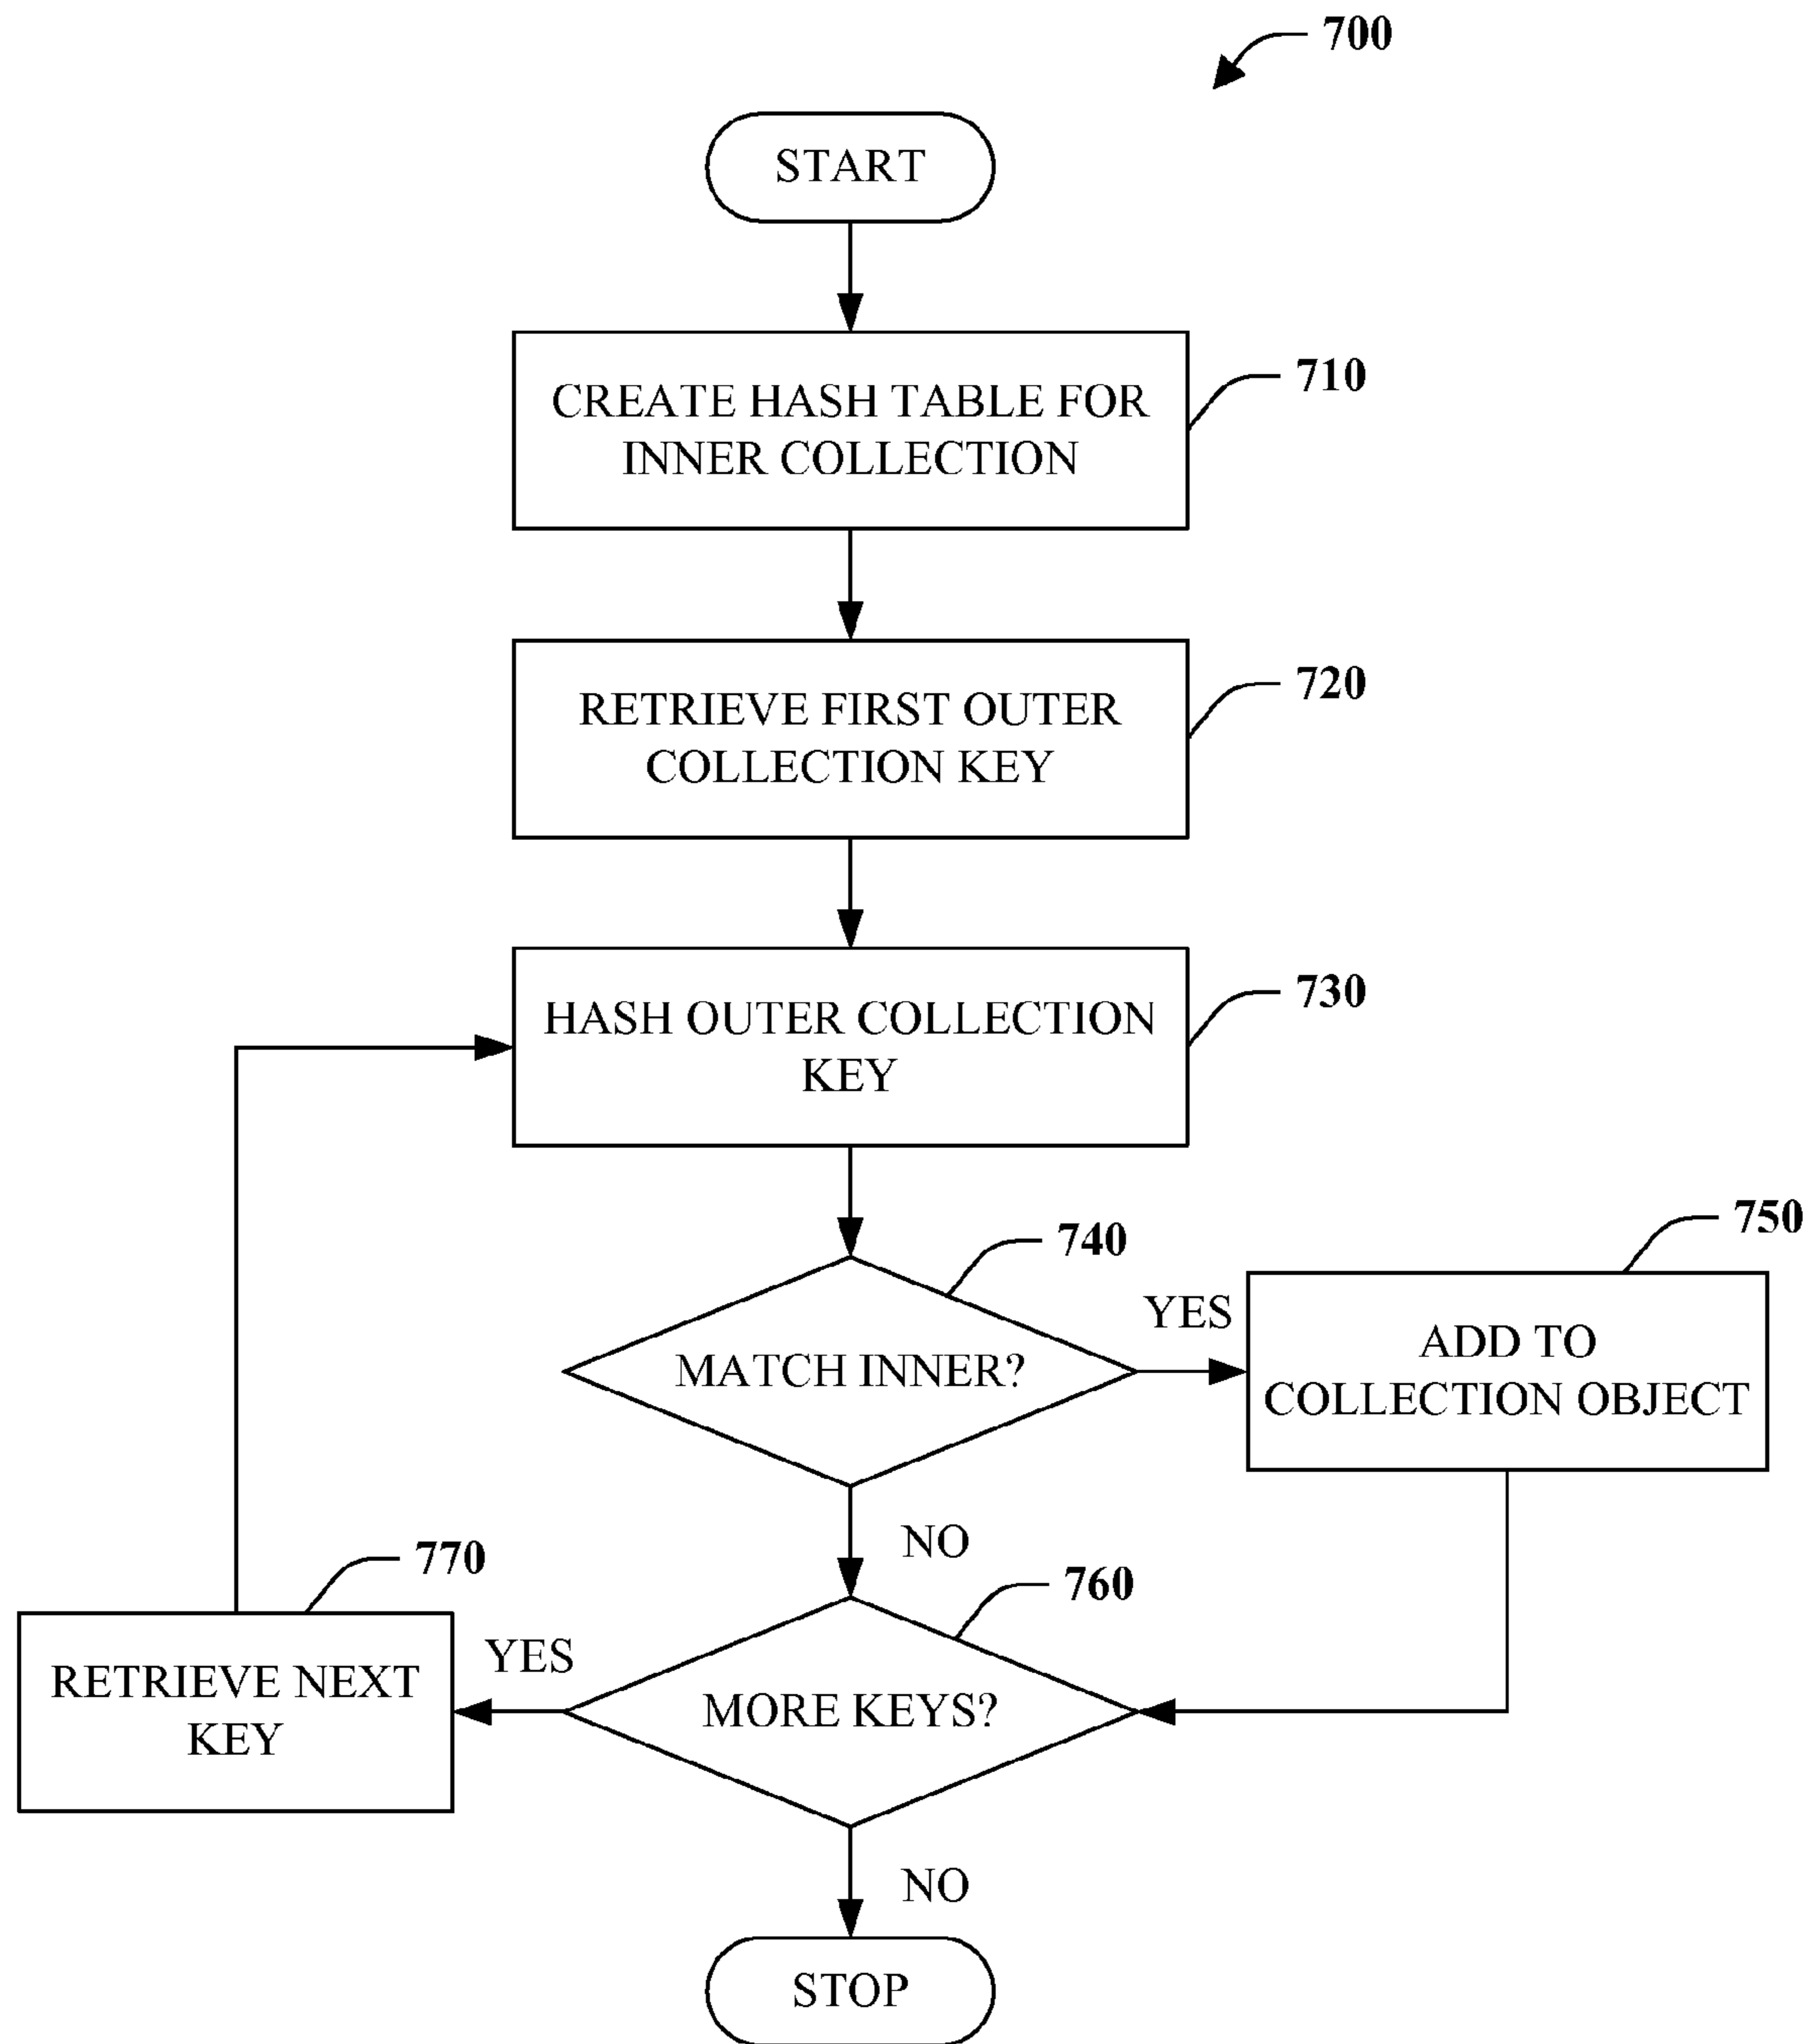 700
START
CREATE HASH TABLE FOR
INNER COLLECTION
710
RETRIEVE FIRST OUTER
COLLECTION KEY
720
HASH OUTER COLLECTION
KEY
730
740
MATCH INNER?
YES
750
ADD TO
COLLECTION OBJECT
NO
770
RETRIEVE NEXT
KEY
YES
760
MORE KEYS?
NO
STOP